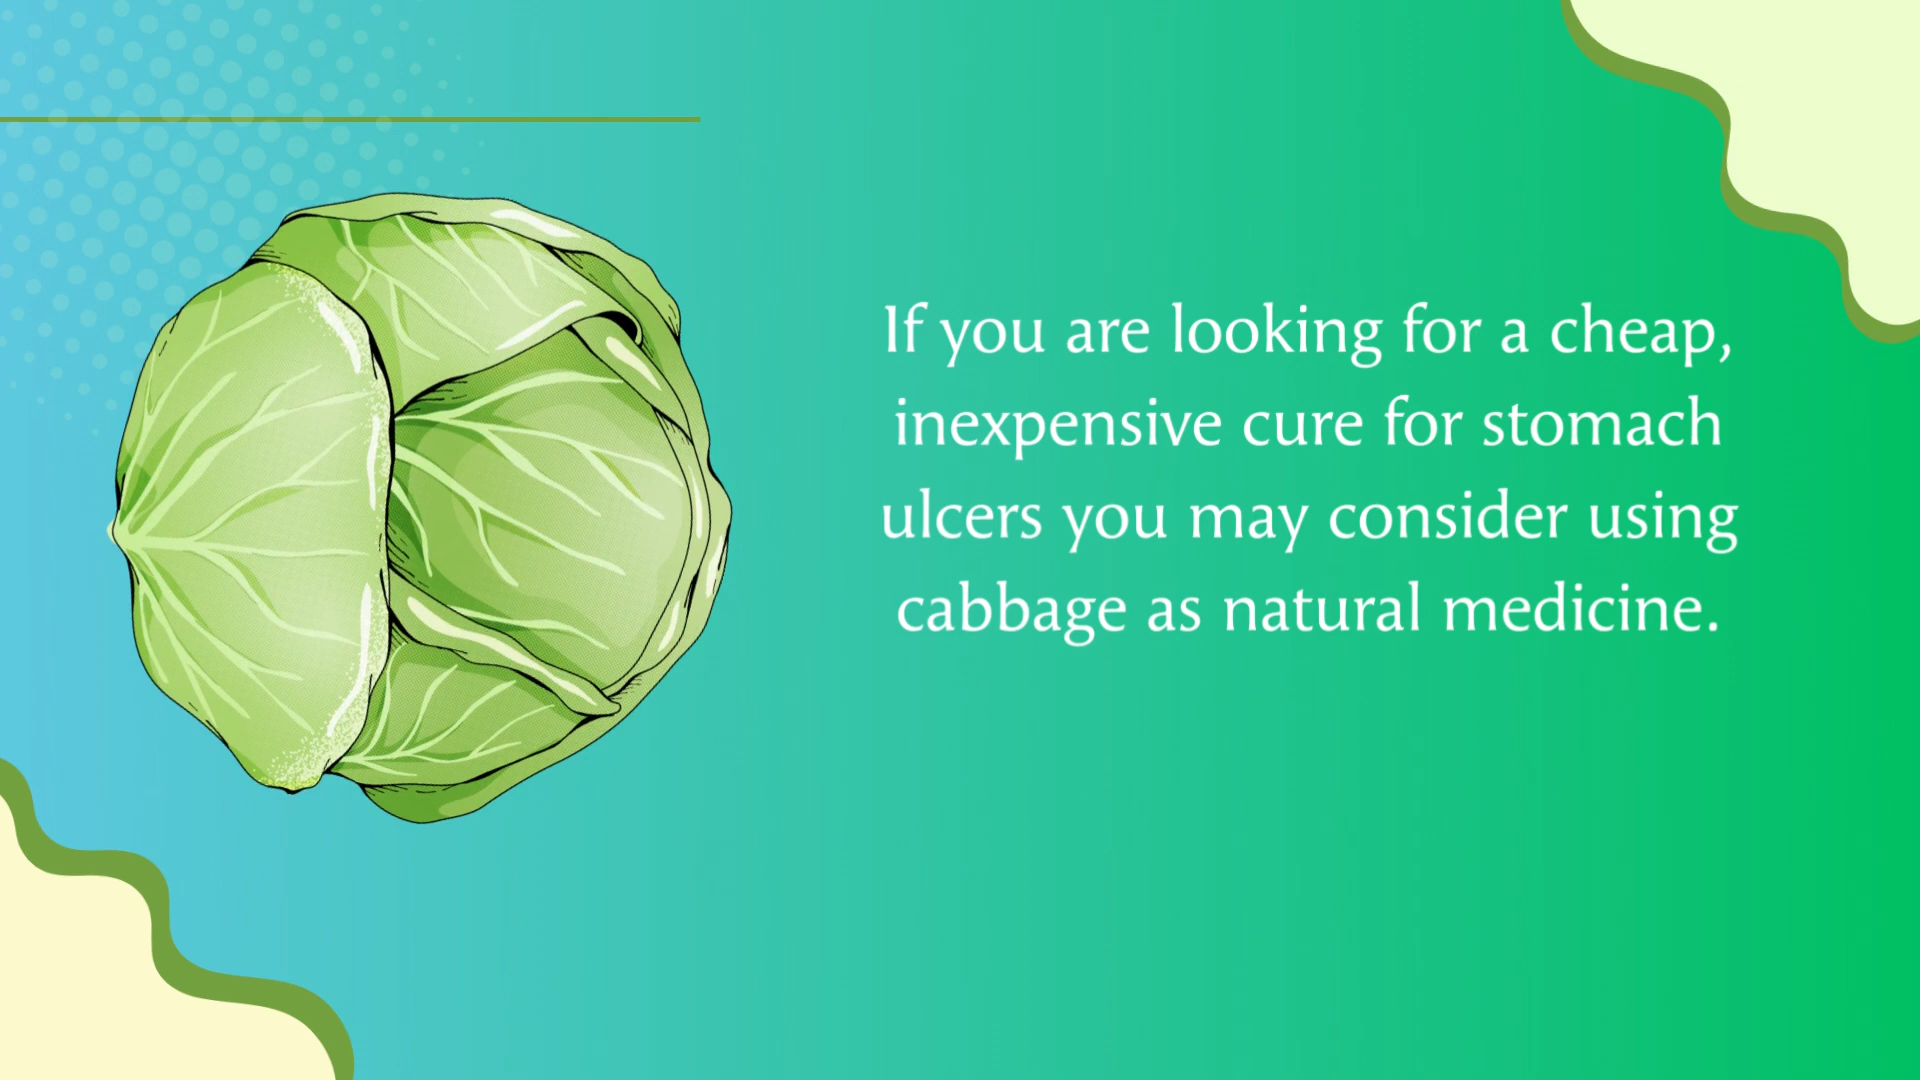 If you are looking for a cheap,
inexpensive cure for stomach
ulcers you may consider using
cabbage as natural medicine.